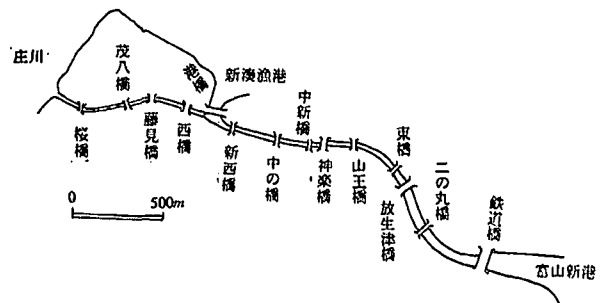 庄川
茂八橋
港橋
新湊漁港
桜橋
藤見橋
西橋
新西橋
中の橋
中新橋
神楽橋
山王橋
東橋
放生津橋
二の丸橋
鉄道橋
富山新港
0 500m